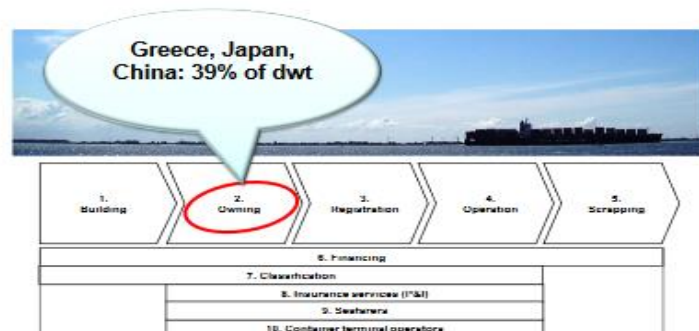 Greece, Japan,
China: 39% of dwt
1.
Building
2.
Owning
3.
Registration
4.
Operation
5.
Scrapping
6. Financing
7. Classification
8. Insurance services (P&I)
9. Seafarers
10. Container terminal operators